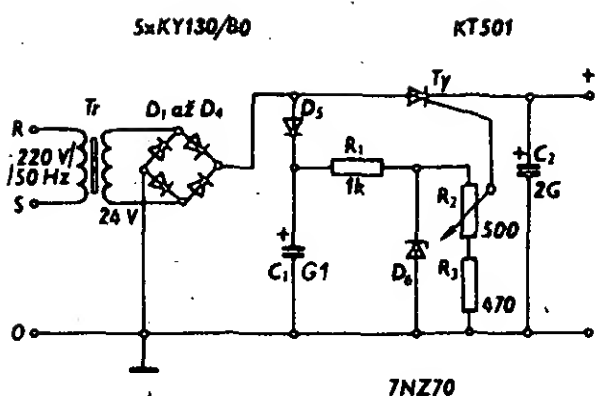 5xKY130/80
KT501
Tr
D1 až D4
D5
Ty
+
R
220 V/
/50 Hz
S
24 V
R1
1k
+
C1 G1
D6
R2
500
R3
470
+
C2
2G
0
7NZ70